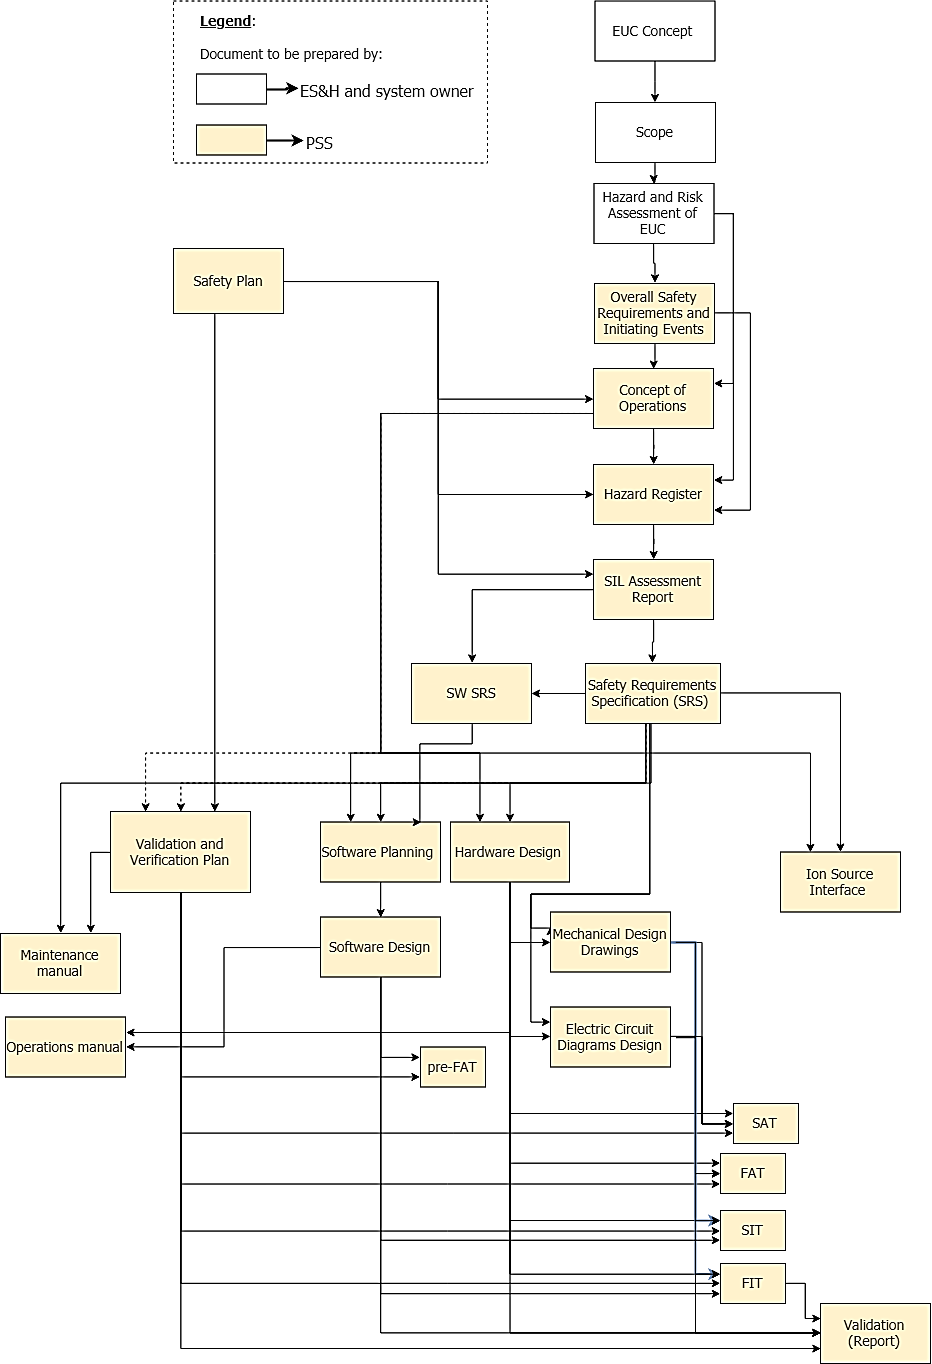 Legend:
Document to be prepared by:
ES&H and system owner
PSS
EUC Concept
Scope
Hazard and Risk
Assessment of
EUC
Safety Plan
Overall Safety
Requirements and
Initiating Events
Concept of
Operations
Hazard Register
SIL Assessment
Report
SW SRS
Safety Requirements
Specification (SRS)
Validation and
Verification Plan
Software Planning
Hardware Design
Ion Source
Interface
Maintenance
manual
Software Design
Mechanical Design
Drawings
Operations manual
Electric Circuit
Diagrams Design
pre-FAT
SAT
FAT
SIT
FIT
Validation
(Report)